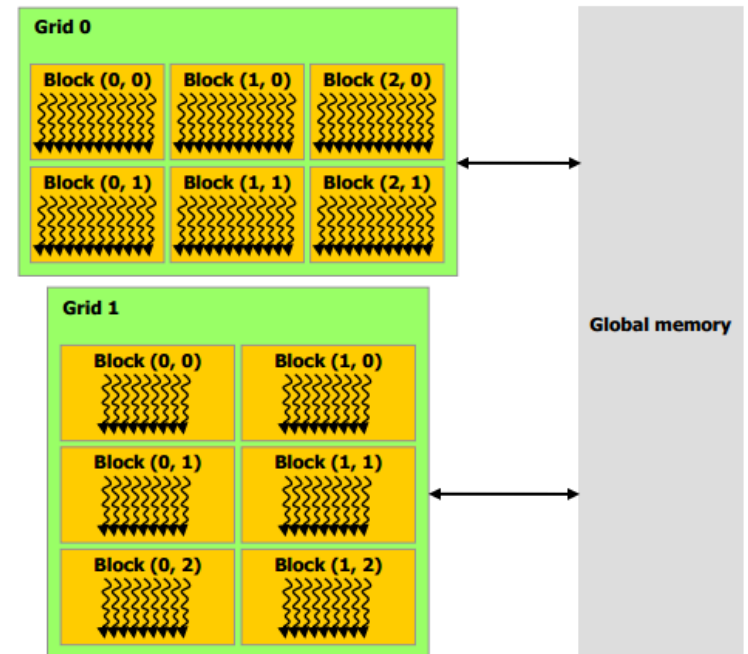 Grid 0
Block (0, 0) Block (1, 0) Block (2, 0)
Block (0, 1) Block (1, 1) Block (2, 1)
Grid 1
Block (0, 0) Block (1, 0)
Block (0, 1) Block (1, 1)
Block (0, 2) Block (1, 2)
Global memory